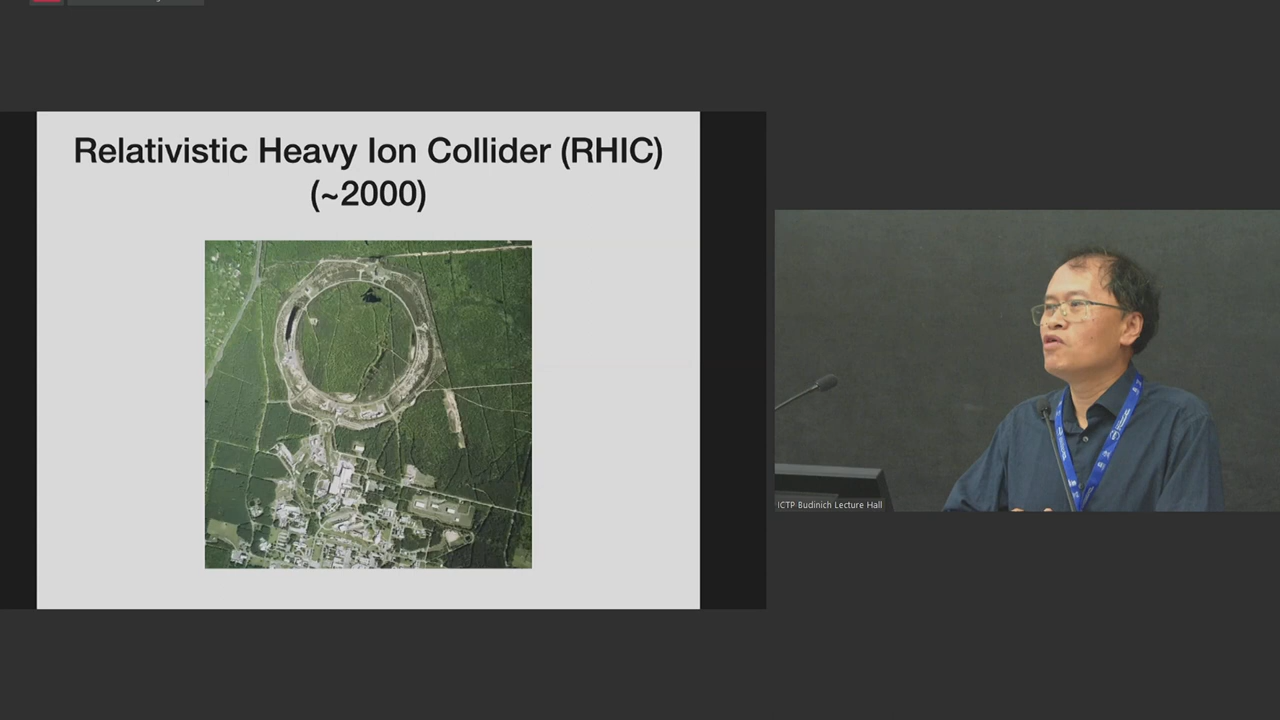 Relativistic Heavy Ion Collider (RHIC)
(~2000)
ICTP Budinich Lecture Hall